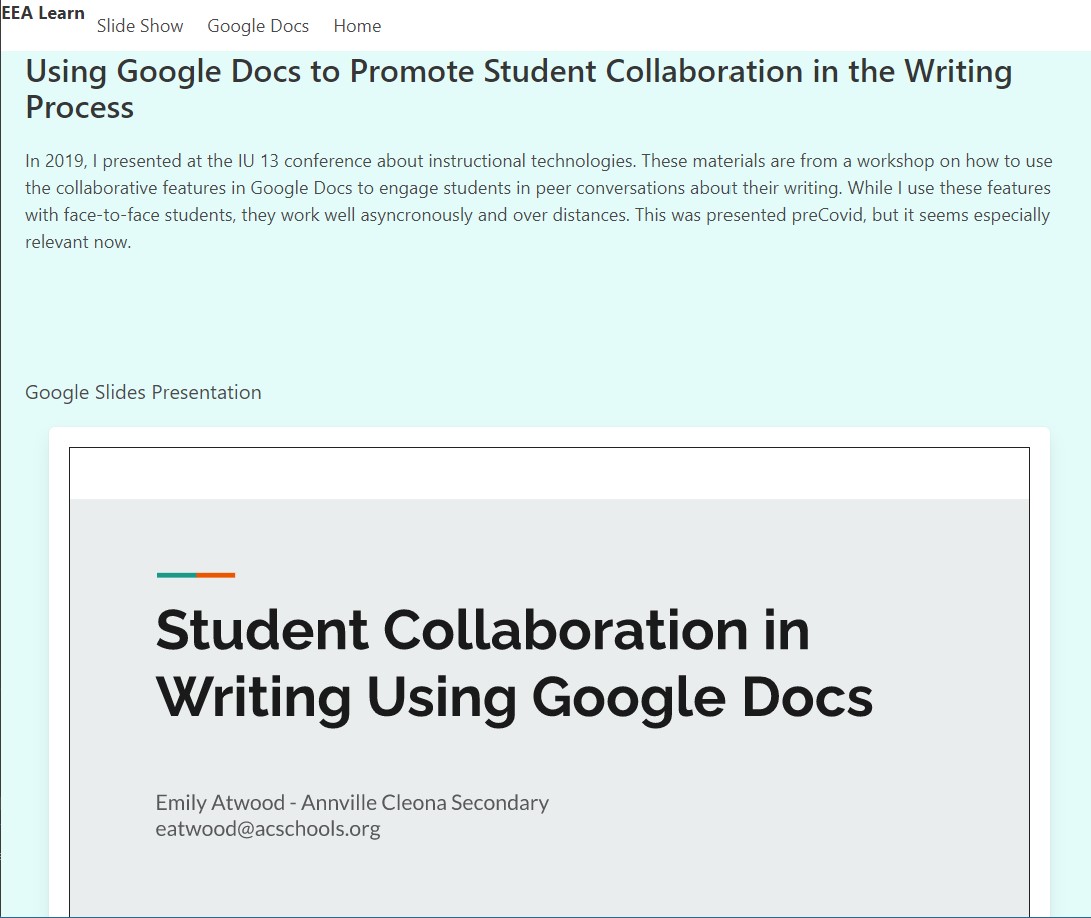 EEA Learn
Slide Show Google Docs Home
Using Google Docs to Promote Student Collaboration in the Writing
Process
In 2019, I presented at the IU 13 conference about instructional technologies. These materials are from a workshop on how to use
the collaborative features in Google Docs to engage students in peer conversations about their writing. While I use these features
with face-to-face students, they work well asyncronously and over distances. This was presented preCovid, but it seems especially
relevant now.
Google Slides Presentation
Student Collaboration in
Writing Using Google Docs
Emily Atwood - Annville Cleona Secondary
eatwood@acschools.org